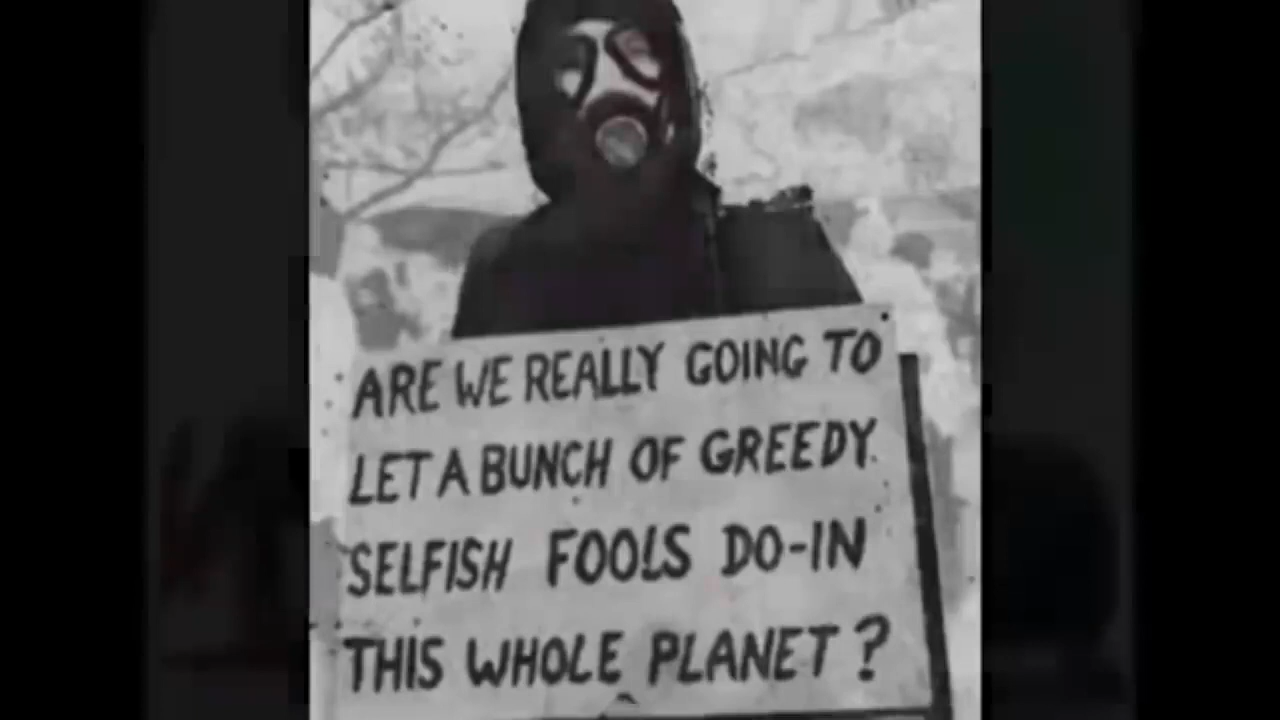 ARE WE REALLY GOING TO
LET A BUNCH OF GREEDY
SELFISH FOOLS DO-IN
THIS WHOLE PLANET?